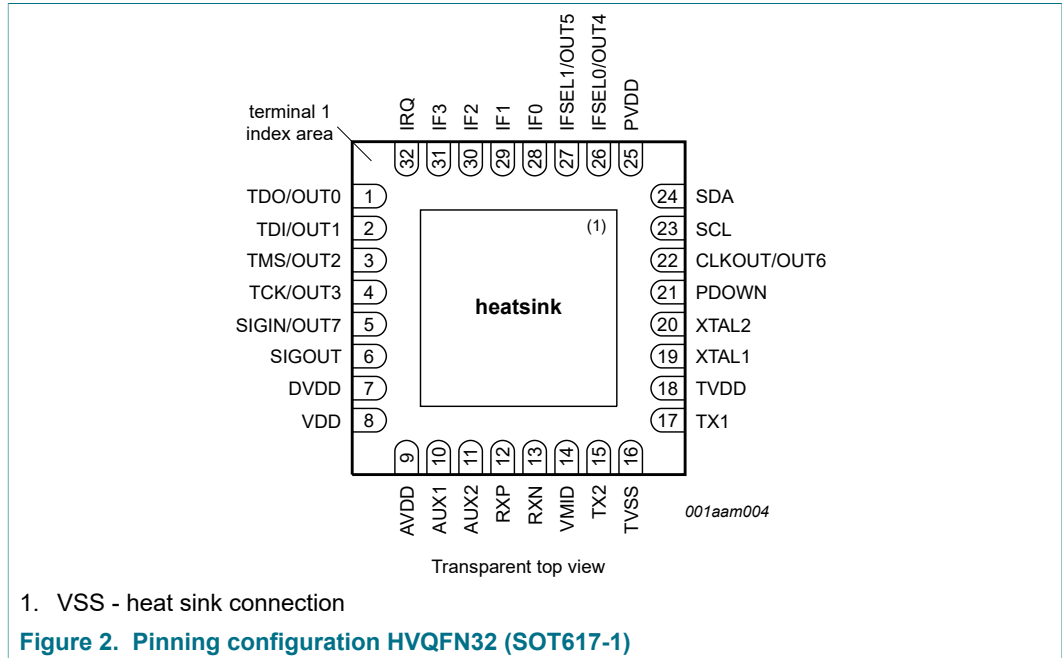 terminal 1
index area
IRQ
IF3
IF2
IF1
IF0
IFSEL1/OUT5
IFSEL0/OUT4
PVDD
32
31
30
29
28
27
26
25
TDO/OUT0 1
TDI/OUT1 2
TMS/OUT2 3
TCK/OUT3 4
SIGIN/OUT7 5
SIGOUT 6
DVDD 7
VDD 8
(1)
heatsink
24 SDA
23 SCL
22 CLKOUT/OUT6
21 PDOWN
20 XTAL2
19 XTAL1
18 TVDD
17 TX1
9
10
11
12
13
14
15
16
AVDD
AUX1
AUX2
RXP
RXN
VMID
TX2
TVSS
001aam004
Transparent top view
1. VSS - heat sink connection
Figure 2. Pinning configuration HVQFN32 (SOT617-1)